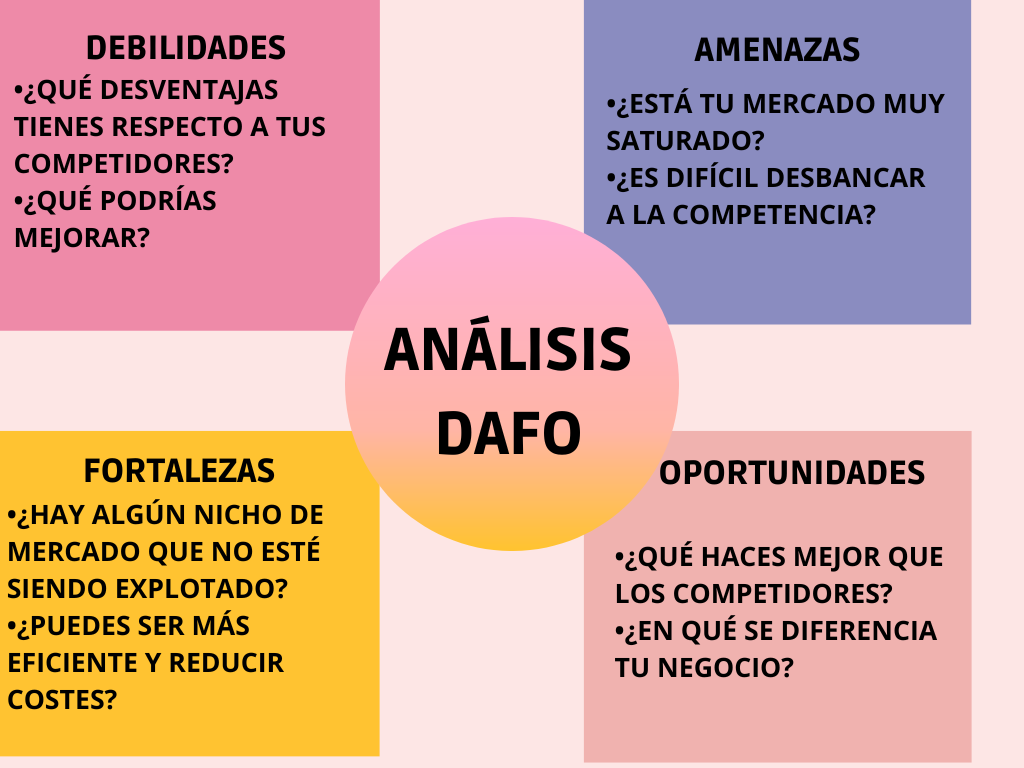 DEBILIDADES
•¿QUÉ DESVENTAJAS
TIENES RESPECTO A TUS
COMPETIDORES?
•¿QUÉ PODRÍAS
MEJORAR?
AMENAZAS
•¿ESTÁ TU MERCADO MUY
SATURADO?
•¿ES DIFÍCIL DESBANCAR
A LA COMPETENCIA?
ANÁLISIS
DAFO
FORTALEZAS
•¿HAY ALGÚN NICHO DE
MERCADO QUE NO ESTÉ
SIENDO EXPLOTADO?
•¿PUEDES SER MÁS
EFICIENTE Y REDUCIR
COSTES?
OPORTUNIDADES
•¿QUÉ HACES MEJOR QUE
LOS COMPETIDORES?
•¿EN QUÉ SE DIFERENCIA
TU NEGOCIO?